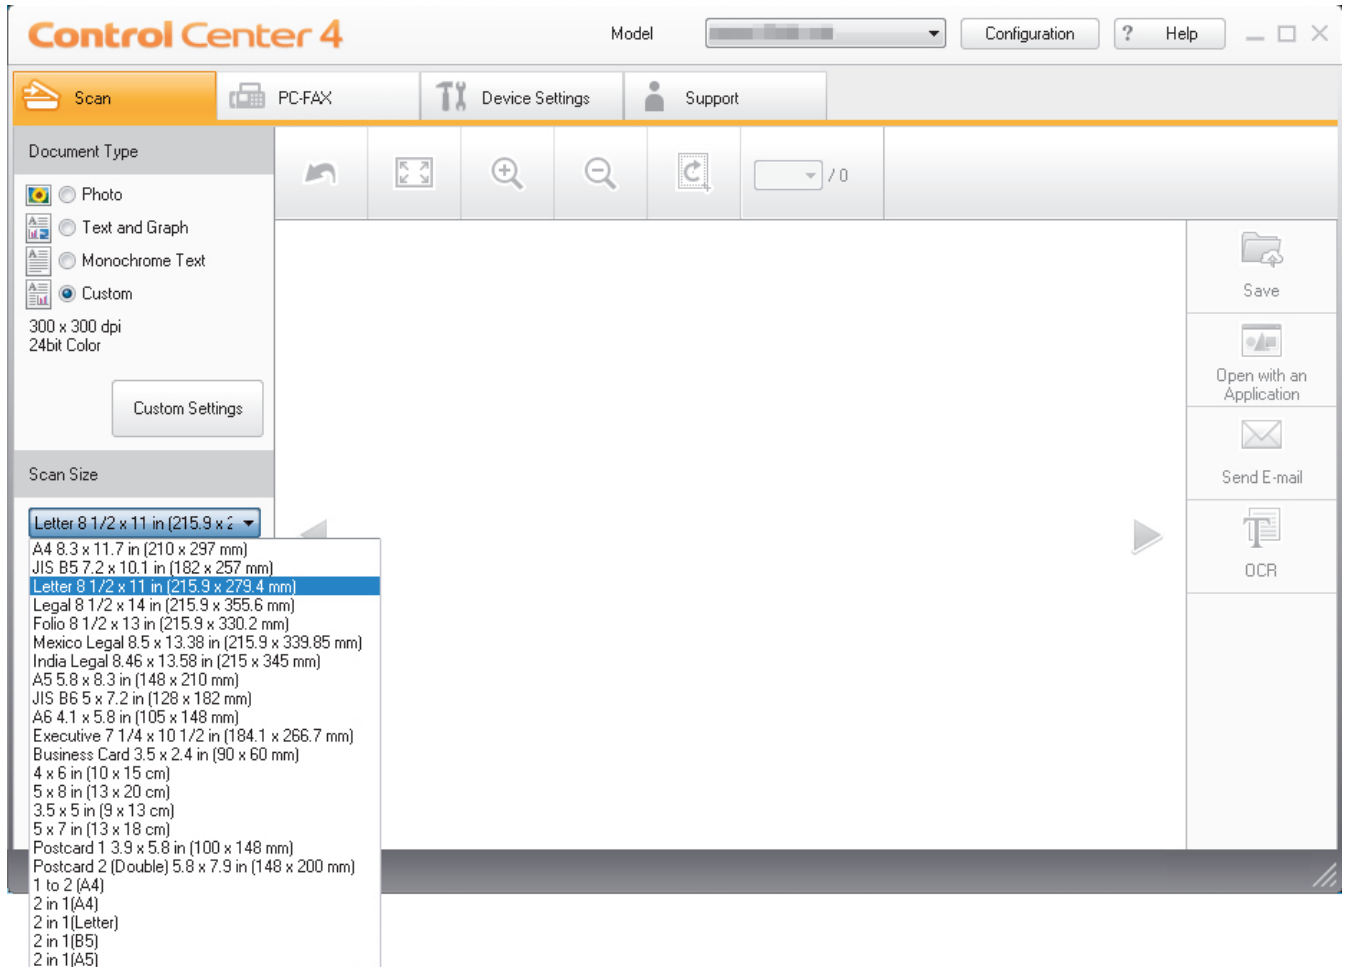 Control Center 4
Model
Configuration
? Help
Scan
PC-FAX
Device Settings
Support
Document Type
Photo
Text and Graph
Monochrome Text
Custom
300 x 300 dpi
24bit Color
Custom Settings
Scan Size
Letter 8 1/2 x 11 in (215.9 x 2
A4 8.3 x 11.7 in (210 x 297 mm)
JIS B5 7.2 x 10.1 in (182 x 257 mm)
Letter 8 1/2 x 11 in (215.9 x 279.4 mm)
Legal 8 1/2 x 14 in (215.9 x 355.6 mm)
Folio 8 1/2 x 13 in (215.9 x 330.2 mm)
Mexico Legal 8.5 x 13.38 in (215.9 x 339.85 mm)
India Legal 8.46 x 13.58 in (215 x 345 mm)
A5 5.8 x 8.3 in (148 x 210 mm)
JIS B6 5 x 7.2 in (128 x 182 mm)
A6 4.1 x 5.8 in (105 x 148 mm)
Executive 7 1/4 x 10 1/2 in (184.1 x 266.7 mm)
Business Card 3.5 x 2.4 in (90 x 60 mm)
4 x 6 in (10 x 15 cm)
5 x 8 in (13 x 20 cm)
3.5 x 5 in (9 x 13 cm)
5 x 7 in (13 x 18 cm)
Postcard 1 3.9 x 5.8 in (100 x 148 mm)
Postcard 2 (Double) 5.8 x 7.9 in (148 x 200 mm)
1 to 2 (A4)
2 in 1(A4)
2 in 1(Letter)
2 in 1(B5)
2 in 1(A5)
/ 0
Save
Open with an
Application
Send E-mail
OCR